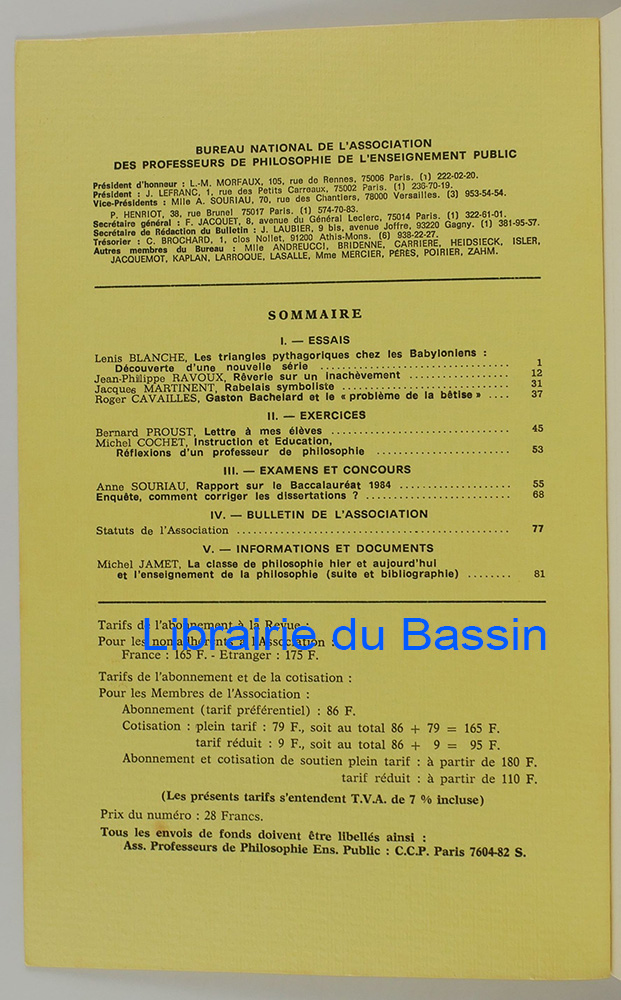 BUREAU NATIONAL DE L'ASSOCIATION
DES PROFESSEURS DE PHILOSOPHIE DE L'ENSEIGNEMENT PUBLIC
Président d'honneur : L.-M. MORFAUX, 105, rue de Rennes, 75006 Paris. (1) 222-02-20.
Président : J. LEFRANC, 1, rue des Petits Carreaux, 75002 Paris. (1) 236-70-19.
Vice-Présidents : Mlle A. SOURIAU, 70, rue des Chantiers, 78000 Versailles. (3) 953-54-54.
P. HENRIOT, 38, rue Brunel 75017 Paris. (1) 574-70-83.
Secrétaire général : F. JACQUET, 8, avenue du Général Leclerc, 75014 Paris. (1) 322-61-01.
Secrétaire de Rédaction du Bulletin : J. LAUBIER, 9 bis, avenue Joffre, 93220 Gagny. (1) 381-95-37.
Trésorier : C. BROCHARD, 1, clos Nollet, 91200 Athis-Mons. (6) 938-22-27.
Autres membres du Bureau : Mlle ANDREUCCI, BRIDENNE, CARRIERE, HEIDSIECK, ISLER,
JACQUEMOT, KAPLAN, LARROQUE, LASALLE, Mme MERCIER, PERES, POIRIER, ZAHM.
SOMMAIRE
I. — ESSAIS
Lenis BLANCHE, Les triangles pythagoriques chez les Babyloniens :
Découverte d'une nouvelle série .................................... 1
Jean-Philippe RAVOUX, Rêverie sur un inachèvement .................... 12
Jacques MARTINENT, Rabelais symboliste .............................. 31
Roger CAVAILLES, Gaston Bachelard et le « problème de la bêtise » .... 37
II. — EXERCICES
Bernard PROUST, Lettre à mes élèves ................................. 45
Michel COCHET, Instruction et Education,
Réflexions d'un professeur de philosophie ........................ 53
III. — EXAMENS ET CONCOURS
Anne SOURIAU, Rapport sur le Baccalauréat 1984 .................... 55
Enquête, comment corriger les dissertations ? ......................... 68
IV. — BULLETIN DE L'ASSOCIATION
Statuts de l'Association .................................................. 77
V. — INFORMATIONS ET DOCUMENTS
Michel JAMET, La classe de philosophie hier et aujourd'hui
et l'enseignement de la philosophie (suite et bibliographie) ........ 81
Tarifs de l'abonnement à la Revue :
Librairie du Bassin
Pour les non adhérents à l'Association :
France : 165 F. - Etranger : 175 F.
Tarifs de l'abonnement et de la cotisation :
Pour les Membres de l'Association :
Abonnement (tarif préférentiel) : 86 F.
Cotisation : plein tarif : 79 F., soit au total 86 + 79 = 165 F.
tarif réduit : 9 F., soit au total 86 + 9 = 95 F.
Abonnement et cotisation de soutien plein tarif : à partir de 180 F.
tarif réduit : à partir de 110 F.
(Les présents tarifs s'entendent T.V.A. de 7 % incluse)
Prix du numéro : 28 Francs.
Tous les envois de fonds doivent être libellés ainsi :
Ass. Professeurs de Philosophie Ens. Public : C.C.P. Paris 7604-82 S.